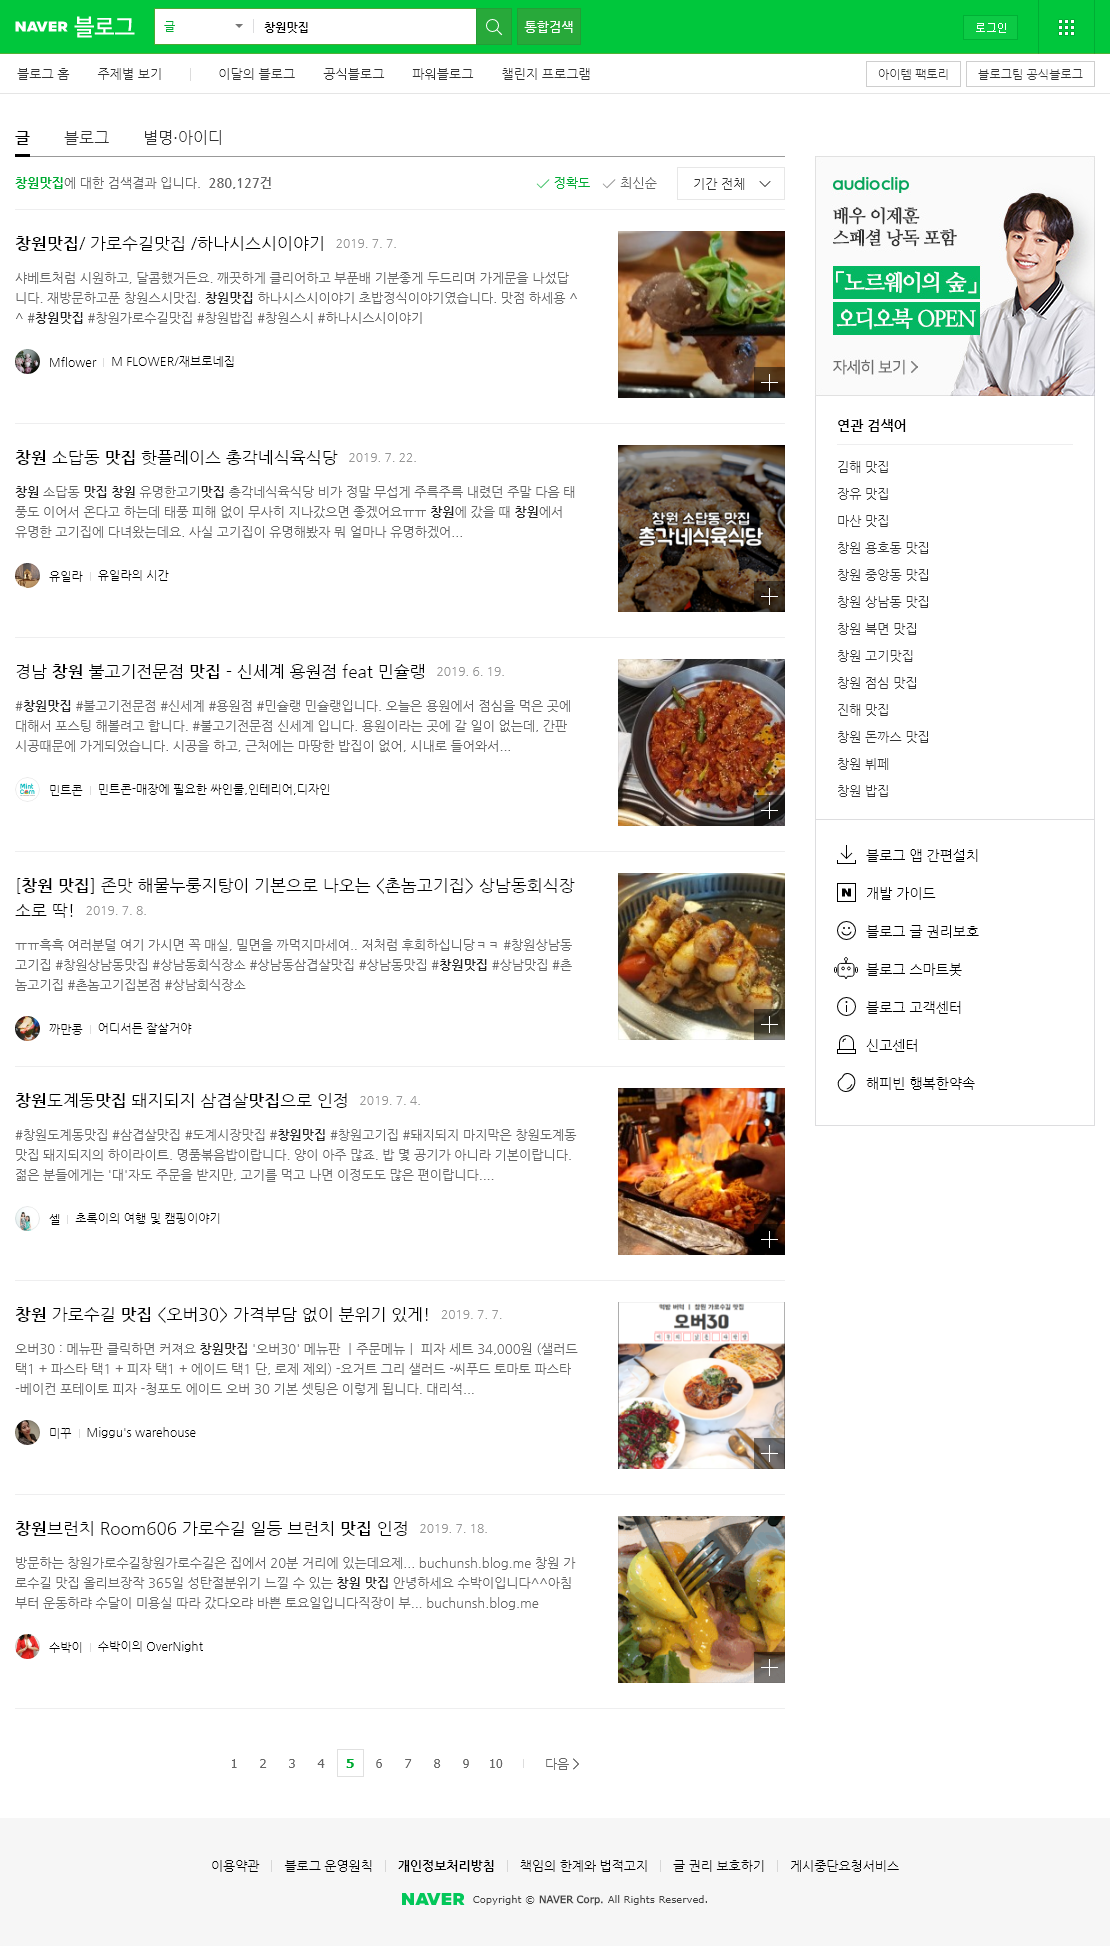 NAVER 블로그
글
창원맛집
통합검색
로그인
블로그 홈
주제별 보기
이달의 블로그
공식블로그
파워블로그
챌린지 프로그램
아이템 팩토리
블로그팀 공식블로그
글
블로그
별명·아이디
창원맛집에 대한 검색결과 입니다. 280,127건
정확도
최신순
기간 전체
창원맛집/ 가로수길맛집 /하나시스시이야기 2019. 7. 7.
샤베트처럼 시원하고, 달콤했거든요. 깨끗하게 클리어하고 부푼배 기분좋게 두드리며 가게문을 나섰답
니다. 재방문하고푼 창원스시맛집. 창원맛집 하나시스시이야기 초밥정식이야기였습니다. 맛점 하세용 ^
^ #창원맛집 #창원가로수길맛집 #창원밥집 #창원스시 #하나시스시이야기
Mflower
M FLOWER/재브로네집
창원 소답동 맛집 핫플레이스 총각네식육식당 2019. 7. 22.
창원 소답동 맛집 창원 유명한고기맛집 총각네식육식당 비가 정말 무섭게 주륵주륵 내렸던 주말 다음 태
풍도 이어서 온다고 하는데 태풍 피해 없이 무사히 지나갔으면 좋겠어요ㅠㅠ 창원에 갔을 때 창원에서
유명한 고기집에 다녀왔는데요. 사실 고기집이 유명해봤자 뭐 얼마나 유명하겠어...
유일라
유일라의 시간
창원 소답동 맛집
총각네식육식당
경남 창원 불고기전문점 맛집 - 신세계 용원점 feat 민슐랭 2019. 6. 19.
#창원맛집 #불고기전문점 #신세계 #용원점 #민슐랭 민슐랭입니다. 오늘은 용원에서 점심을 먹은 곳에
대해서 포스팅 해볼려고 합니다. #불고기전문점 신세계 입니다. 용원이라는 곳에 갈 일이 없는데, 간판
시공때문에 가게되었습니다. 시공을 하고, 근처에는 마땅한 밥집이 없어, 시내로 들어와서...
Mint
Corn
민트콘
민트콘-매장에 필요한 싸인물,인테리어,디자인
[창원 맛집] 존맛 해물누룽지탕이 기본으로 나오는 <촌놈고기집> 상남동회식장
소로 딱! 2019. 7. 8.
ㅠㅠ흑흑 여러분덜 여기 가시면 꼭 매실, 밀면을 까먹지마세여.. 저처럼 후회하십니당ㅋㅋ #창원상남동
고기집 #창원상남동맛집 #상남동회식장소 #상남동삼겹살맛집 #상남동맛집 #창원맛집 #상남맛집 #촌
놈고기집 #촌놈고기집본점 #상남회식장소
까만콩
어디서든 잘살거야
창원도계동맛집 돼지되지 삼겹살맛집으로 인정 2019. 7. 4.
#창원도계동맛집 #삼겹살맛집 #도계시장맛집 #창원맛집 #창원고기집 #돼지되지 마지막은 창원도계동
맛집 돼지되지의 하이라이트. 명품볶음밥이랍니다. 양이 아주 많죠. 밥 몇 공기가 아니라 기본이랍니다.
젊은 분들에게는 '대'자도 주문을 받지만, 고기를 먹고 나면 이정도도 많은 편이랍니다....
셀
초록이의 여행 및 캠핑이야기
창원 가로수길 맛집 <오버30> 가격부담 없이 분위기 있게! 2019. 7. 7.
오버30 : 메뉴판 클릭하면 커져요 창원맛집 '오버30' 메뉴판 ㅣ주문메뉴ㅣ 피자 세트 34,000원 (샐러드
택1 + 파스타 택1 + 피자 택1 + 에이드 택1 단, 로제 제외) -요거트 그리 샐러드 -씨푸드 토마토 파스타
-베이컨 포테이토 피자 -청포도 에이드 오버 30 기본 셋팅은 이렇게 됩니다. 대리석...
미꾸
Miggu's warehouse
오버30
창원브런치 Room606 가로수길 일등 브런치 맛집 인정 2019. 7. 18.
방문하는 창원가로수길창원가로수길은 집에서 20분 거리에 있는데요제... buchunsh.blog.me 창원 가
로수길 맛집 올리브장작 365일 성탄절분위기 느낄 수 있는 창원 맛집 안녕하세요 수박이입니다^^아침
부터 운동하랴 수달이 미용실 따라 갔다오랴 바쁜 토요일입니다직장이 부... buchunsh.blog.me
수박이
수박이의 OverNight
1 2 3 4 5 6 7 8 9 10 다음
audioclip
배우 이제훈
스페셜 낭독 포함
「노르웨이의 숲」
오디오북 OPEN
자세히 보기
연관 검색어
김해 맛집
장유 맛집
마산 맛집
창원 용호동 맛집
창원 중앙동 맛집
창원 상남동 맛집
창원 북면 맛집
창원 고기맛집
창원 점심 맛집
진해 맛집
창원 돈까스 맛집
창원 뷔페
창원 밥집
블로그 앱 간편설치
N 개발 가이드
블로그 글 권리보호
블로그 스마트봇
블로그 고객센터
신고센터
해피빈 행복한약속
이용약관
블로그 운영원칙
개인정보처리방침
책임의 한계와 법적고지
글 권리 보호하기
게시중단요청서비스
NAVER Copyright © NAVER Corp. All Rights Reserved.